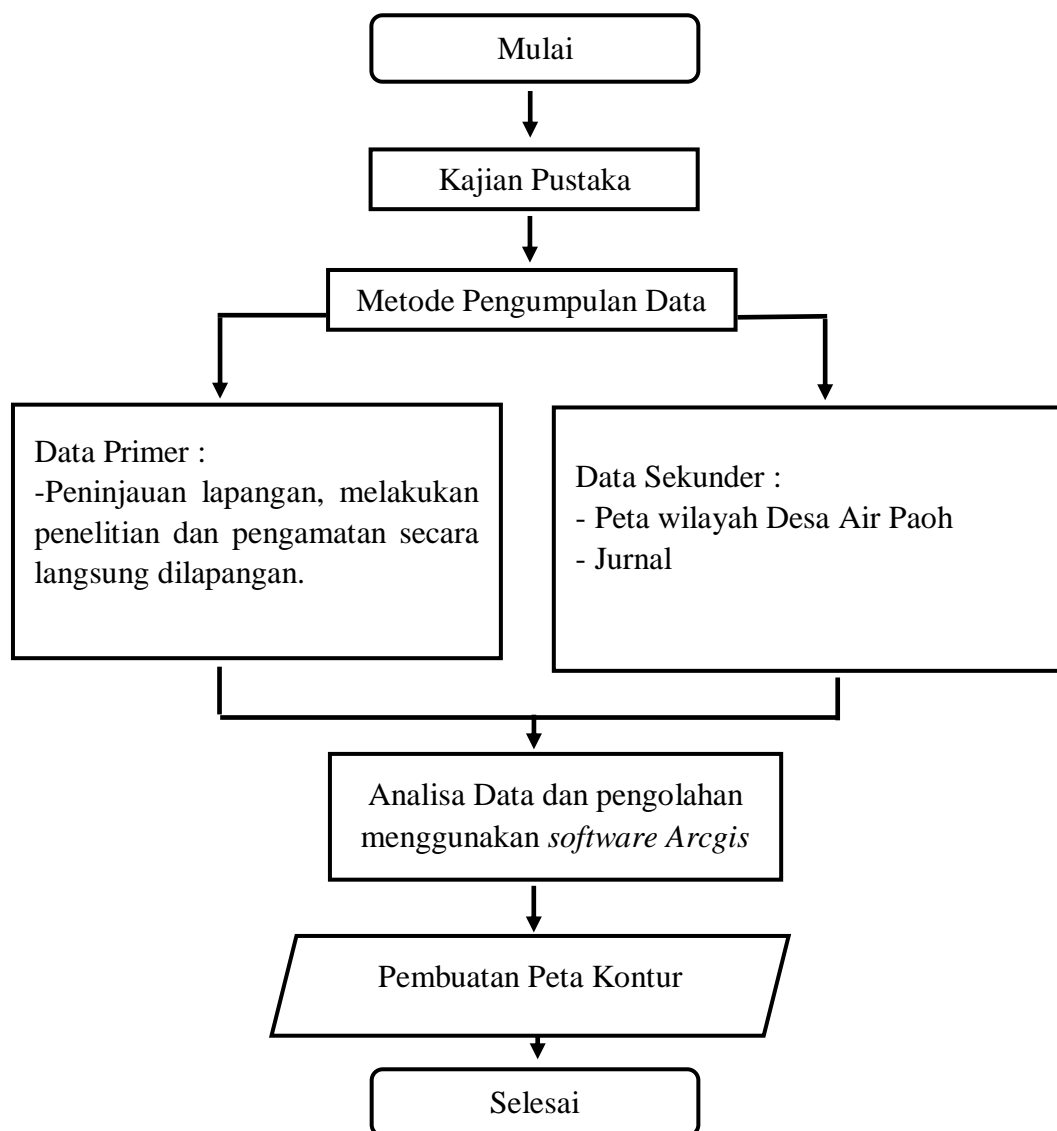 Mulai
Kajian Pustaka
Metode Pengumpulan Data
Data Primer :
-Peninjauan lapangan, melakukan
penelitian dan pengamatan secara
langsung dilapangan.
Data Sekunder :
- Peta wilayah Desa Air Paoh
- Jurnal
Analisa Data dan pengolahan
menggunakan software Arcgis
Pembuatan Peta Kontur
Selesai